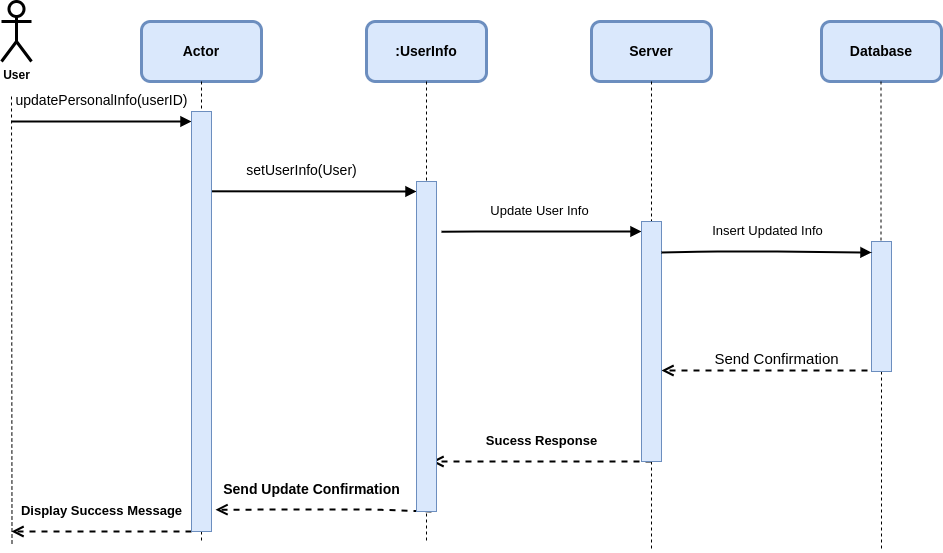 User
Actor
:UserInfo
Server
Database
updatePersonalInfo(userID)
setUserInfo(User)
Update User Info
Insert Updated Info
Send Confirmation
Sucess Response
Send Update Confirmation
Display Success Message